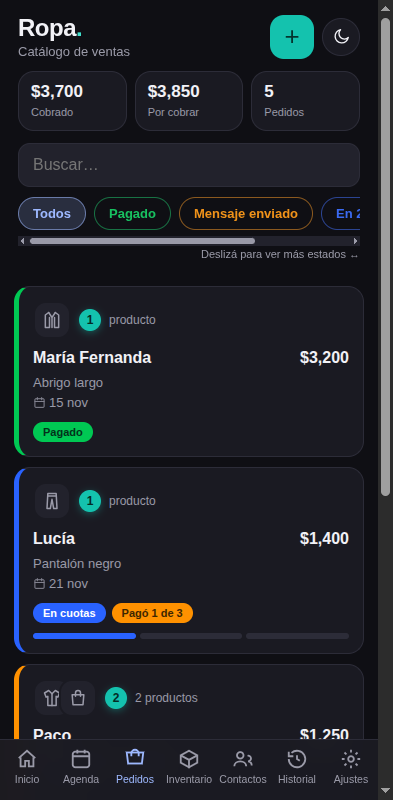 Ropa.
Catálogo de ventas
+
$3,700
Cobrado
$3,850
Por cobrar
5
Pedidos
Buscar…
Todos
Pagado
Mensaje enviado
En 2
Deslizá para ver más estados ↔
1 producto
María Fernanda $3,200
Abrigo largo
15 nov
Pagado
1 producto
Lucía $1,400
Pantalón negro
21 nov
En cuotas Pagó 1 de 3
2 2 productos
Paco $1,250
Inicio Agenda Pedidos Inventario Contactos Historial Ajustes